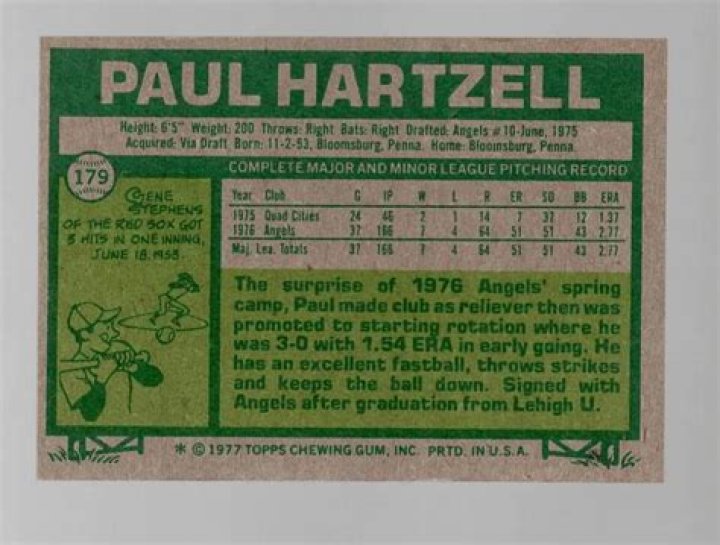 PAUL HARTZELL
Height: 6'5" Weight: 200 Throws: Right Bats: Right Drafted: Angels #10-June, 1975
Acquired: Via Draft Born: 11-2-53, Bloomsburg, Penna. Home: Bloomsburg, Penna.
179
COMPLETE MAJOR AND MINOR LEAGUE PITCHING RECORD
GENE
STEPHENS
OF THE RED SOX GOT
3 HITS IN ONE INNING,
JUNE 18, 1953.
Year Club G IP W L R ER SO BB ERA
1975 Quad Cities 24 46 2 1 14 7 37 12 1.37
1976 Angels 37 166 7 4 64 51 51 43 2.77
Maj. Lea. Totals 37 166 7 4 64 51 51 43 2.77
The surprise of 1976 Angels' spring
camp, Paul made club as reliever then was
promoted to starting rotation where he
was 3-0 with 1.54 ERA in early going. He
has an excellent fastball, throws strikes
and keeps the ball down. Signed with
Angels after graduation from Lehigh U.
* © 1977 TOPPS CHEWING GUM, INC. PRTD. IN U.S.A.